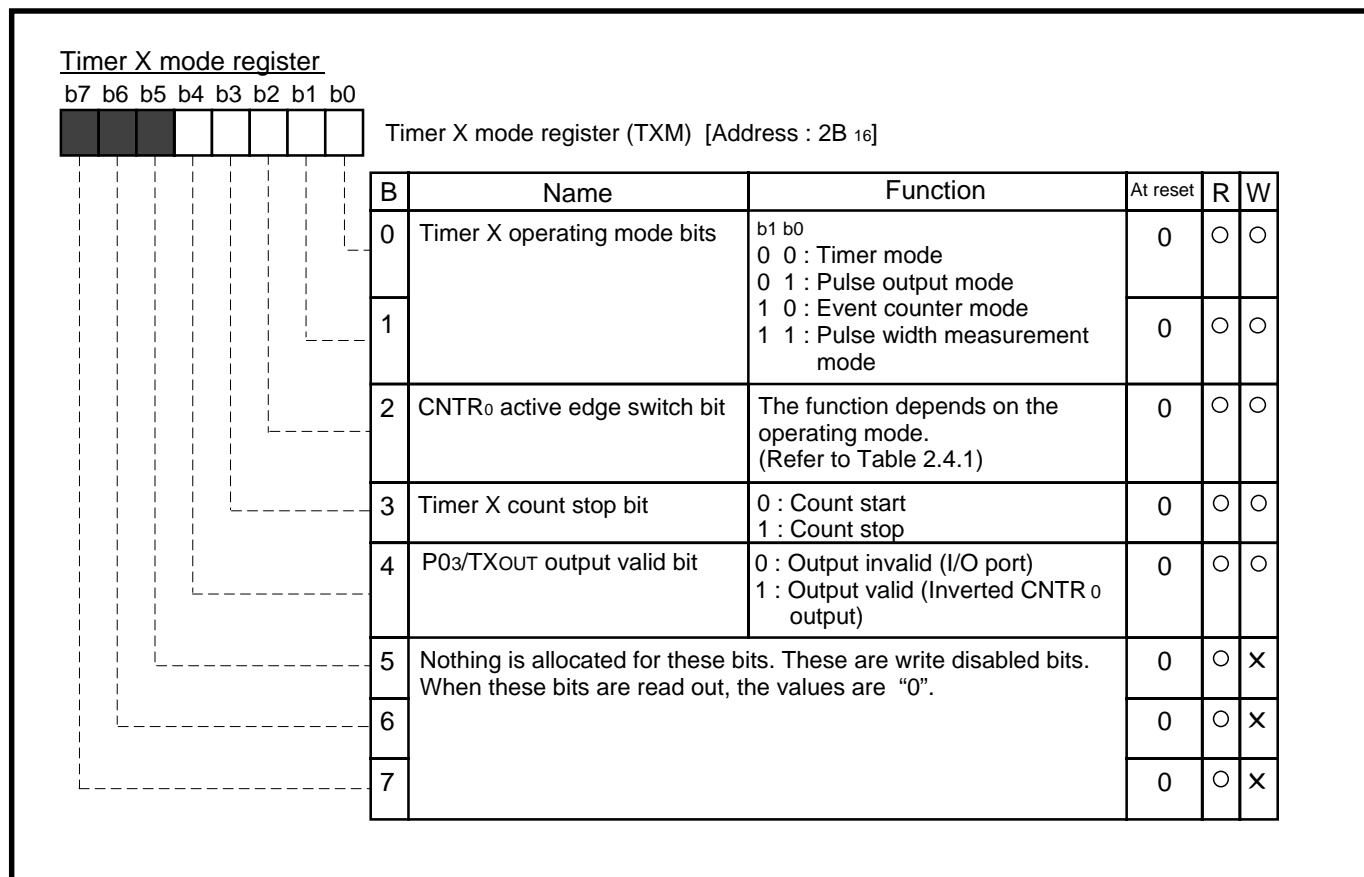 Timer X mode register
b7 b6 b5 b4 b3 b2 b1 b0
Timer X mode register (TXM) [Address : 2B 16]
B Name Function At reset R W
0 Timer X operating mode bits b1 b0
0 0 : Timer mode
0 1 : Pulse output mode
1 0 : Event counter mode
1 1 : Pulse width measurement
mode
0 ○ ○
1 0 ○ ○
2 CNTR0 active edge switch bit The function depends on the
operating mode.
(Refer to Table 2.4.1)
0 ○ ○
3 Timer X count stop bit 0 : Count start
1 : Count stop
0 ○ ○
4 P03/TXOUT output valid bit 0 : Output invalid (I/O port)
1 : Output valid (Inverted CNTR 0
output)
0 ○ ○
5 Nothing is allocated for these bits. These are write disabled bits.
When these bits are read out, the values are “0”.
0 ○ ×
6 0 ○ ×
7 0 ○ ×